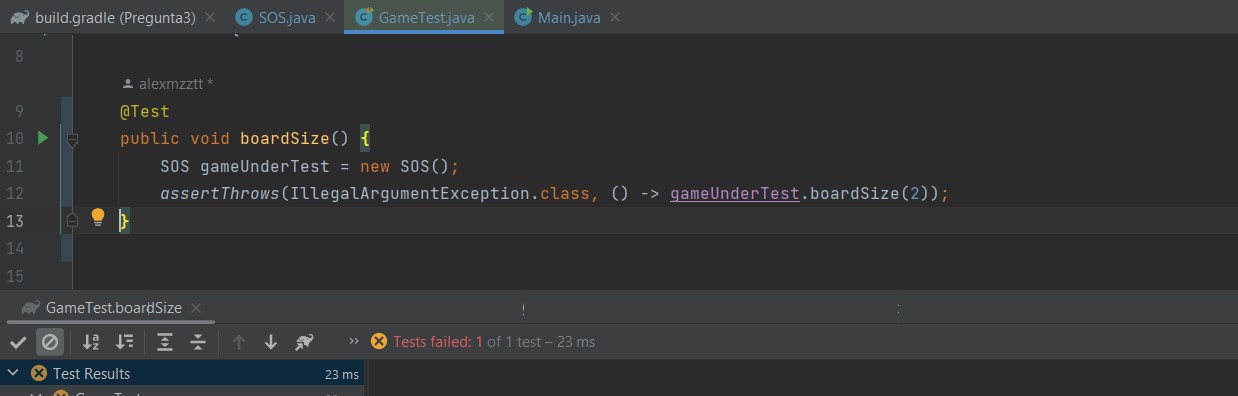 build.gradle (Pregunta3) SOS.java GameTest.java Main.java
8
alexmzztt *
9 @Test
10 public void boardSize() {
11 SOS gameUnderTest = new SOS();
12 assertThrows(IllegalArgumentException.class, () -> gameUnderTest.boardSize(2));
13 }
14
15
GameTest.boardSize
Tests failed: 1 of 1 test – 23 ms
Test Results 23 ms